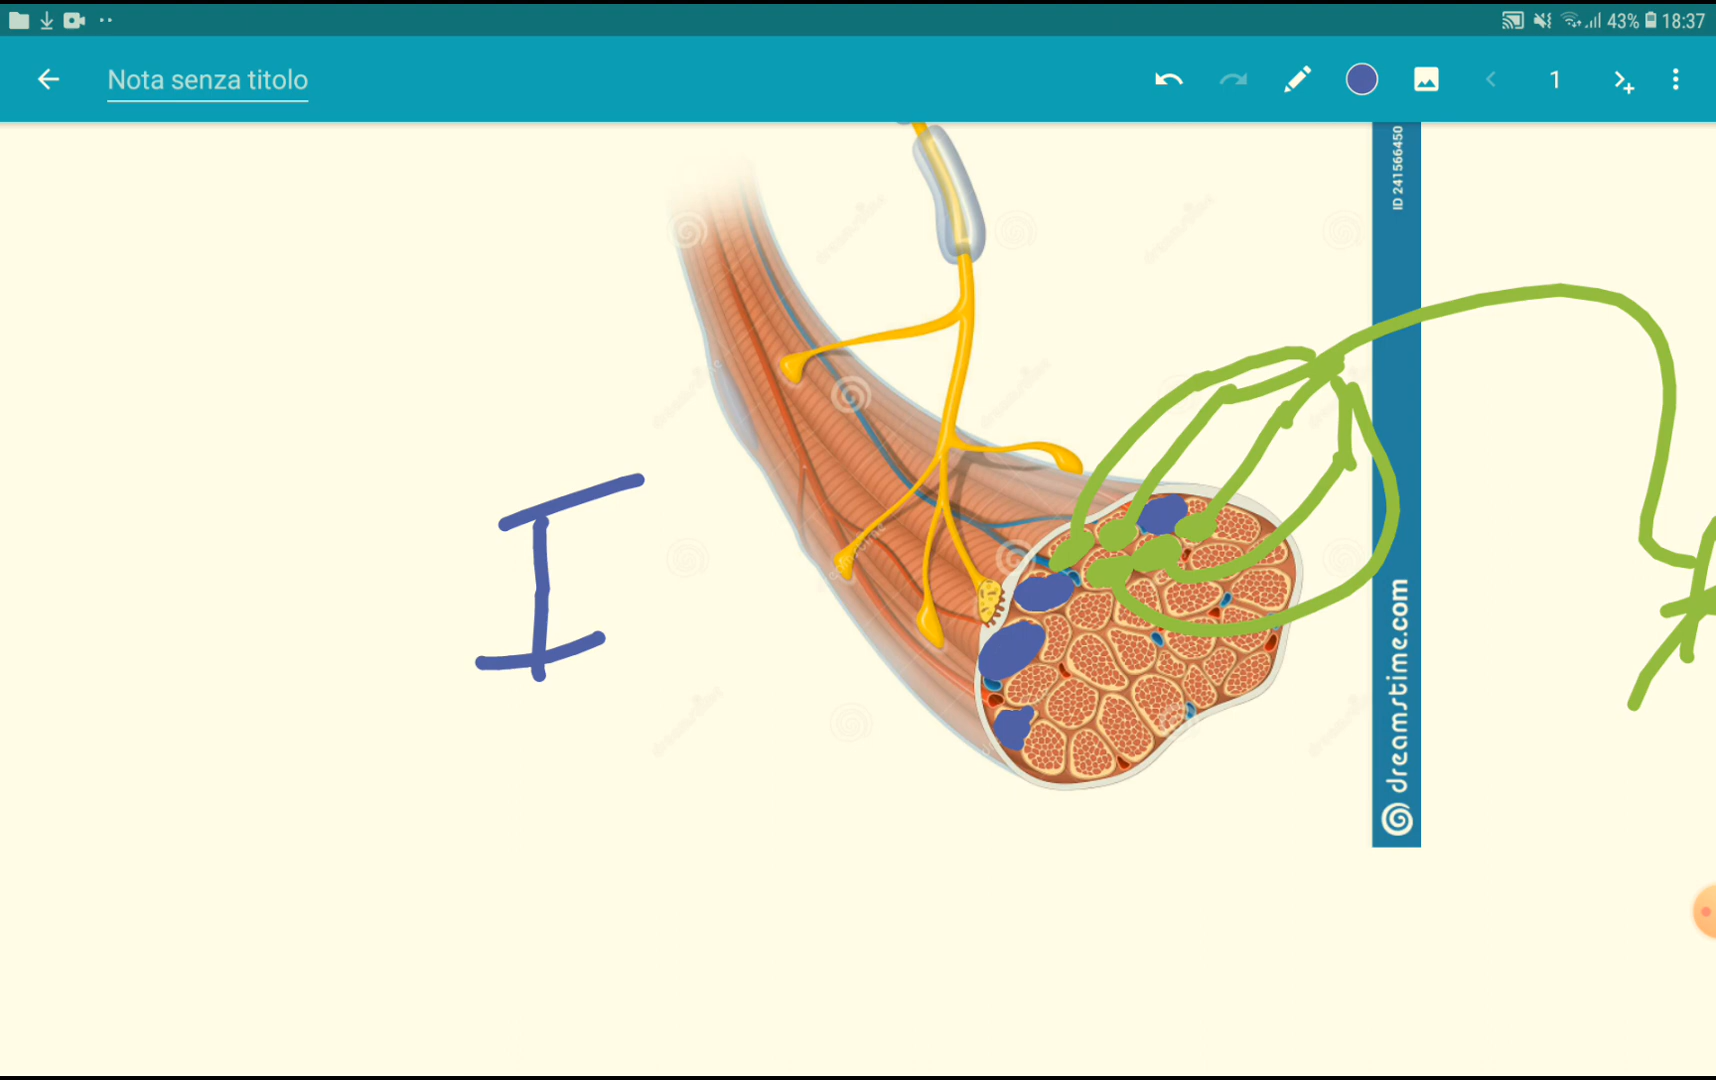 43% 18:37
Nota senza titolo
1
ID 241566450
I
dreamstime.com